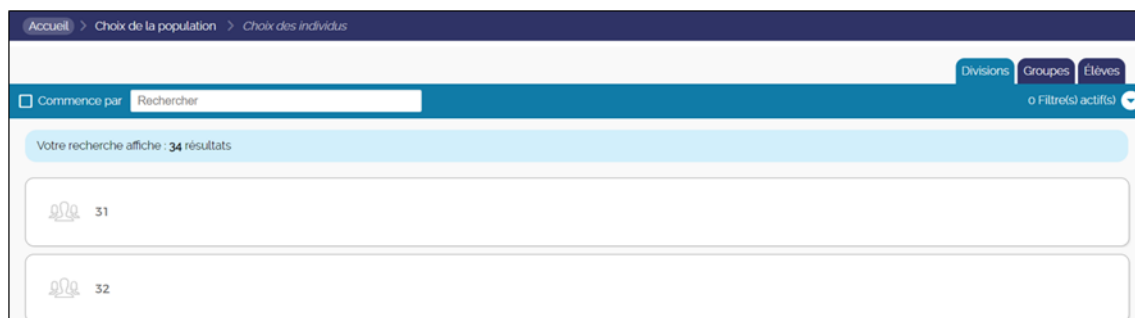 Accueil > Choix de la population > Choix des individus
Divisions Groupes Élèves
Commence par Rechercher 0 Filtre(s) actif(s)
Votre recherche affiche : 34 résultats
31
32